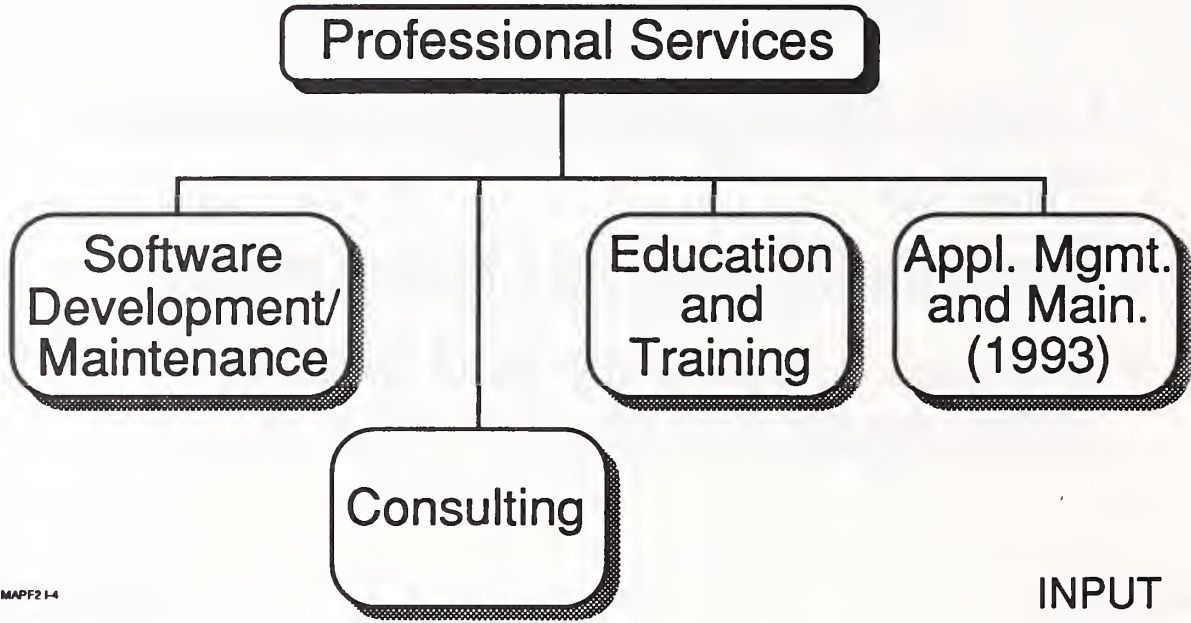 Professional Services
Software
Development/
Maintenance
Consulting
Education
and
Training
Appl. Mgmt.
and Main.
(1993)
MAPF2 I-4
INPUT